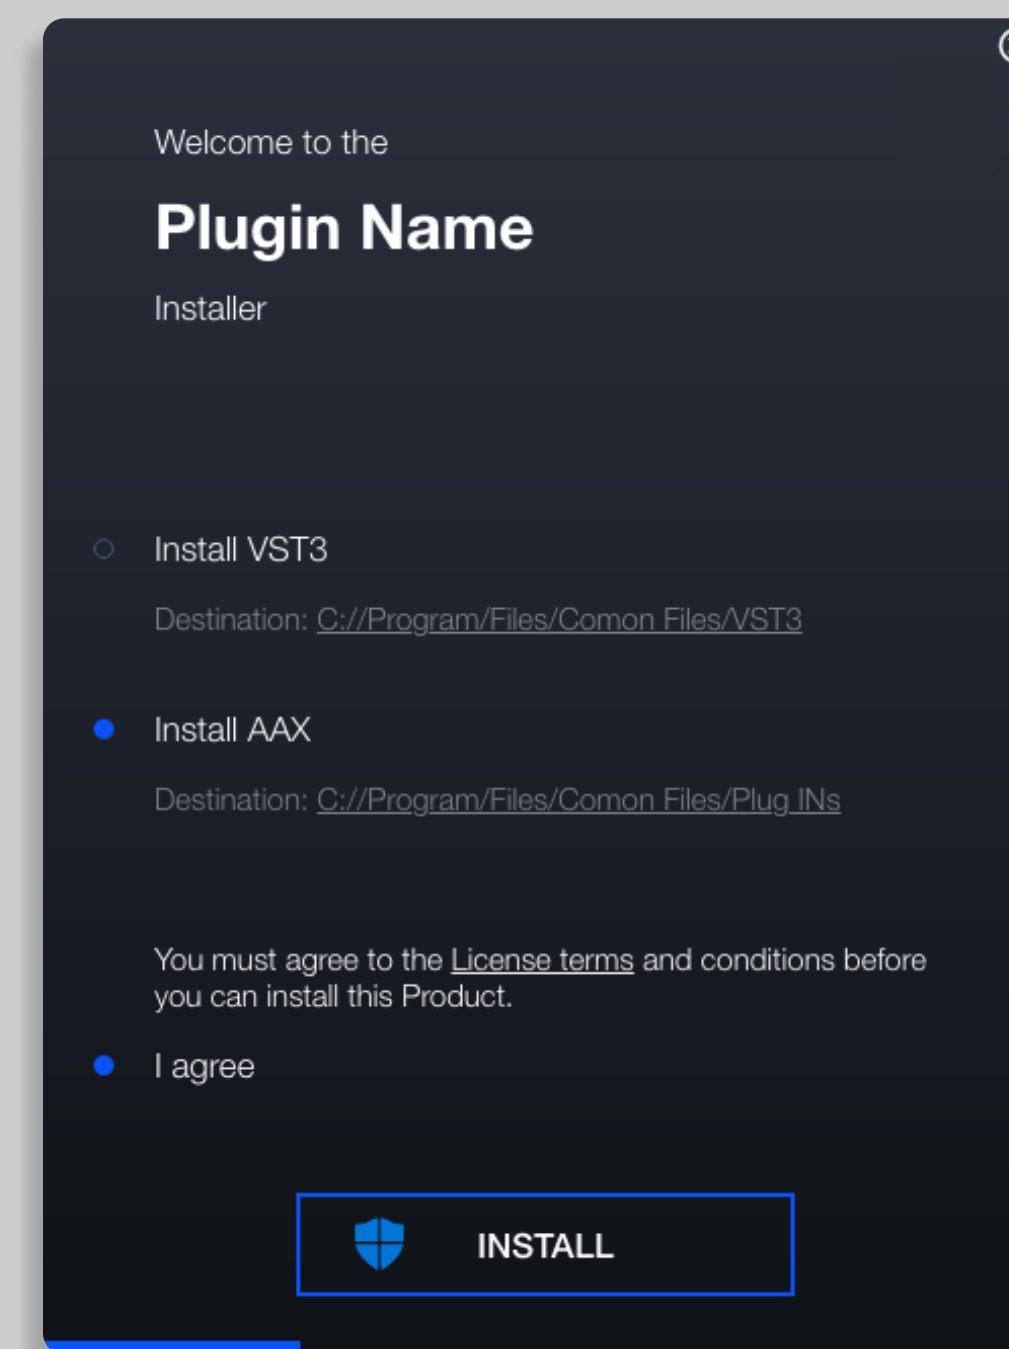 Welcome to the
Plugin Name
Installer
Install VST3
Destination: C://Program/Files/Comon Files/VST3
Install AAX
Destination: C://Program/Files/Comon Files/Plug INs
You must agree to the License terms and conditions before
you can install this Product.
I agree
INSTALL